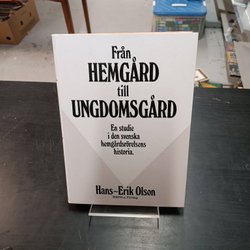 Från
HEMGÅRD
till
UNGDOMSGÅRD
En studie
i den svenska
hemgårdsrörelsens
historia.
Hans-Erik Olson